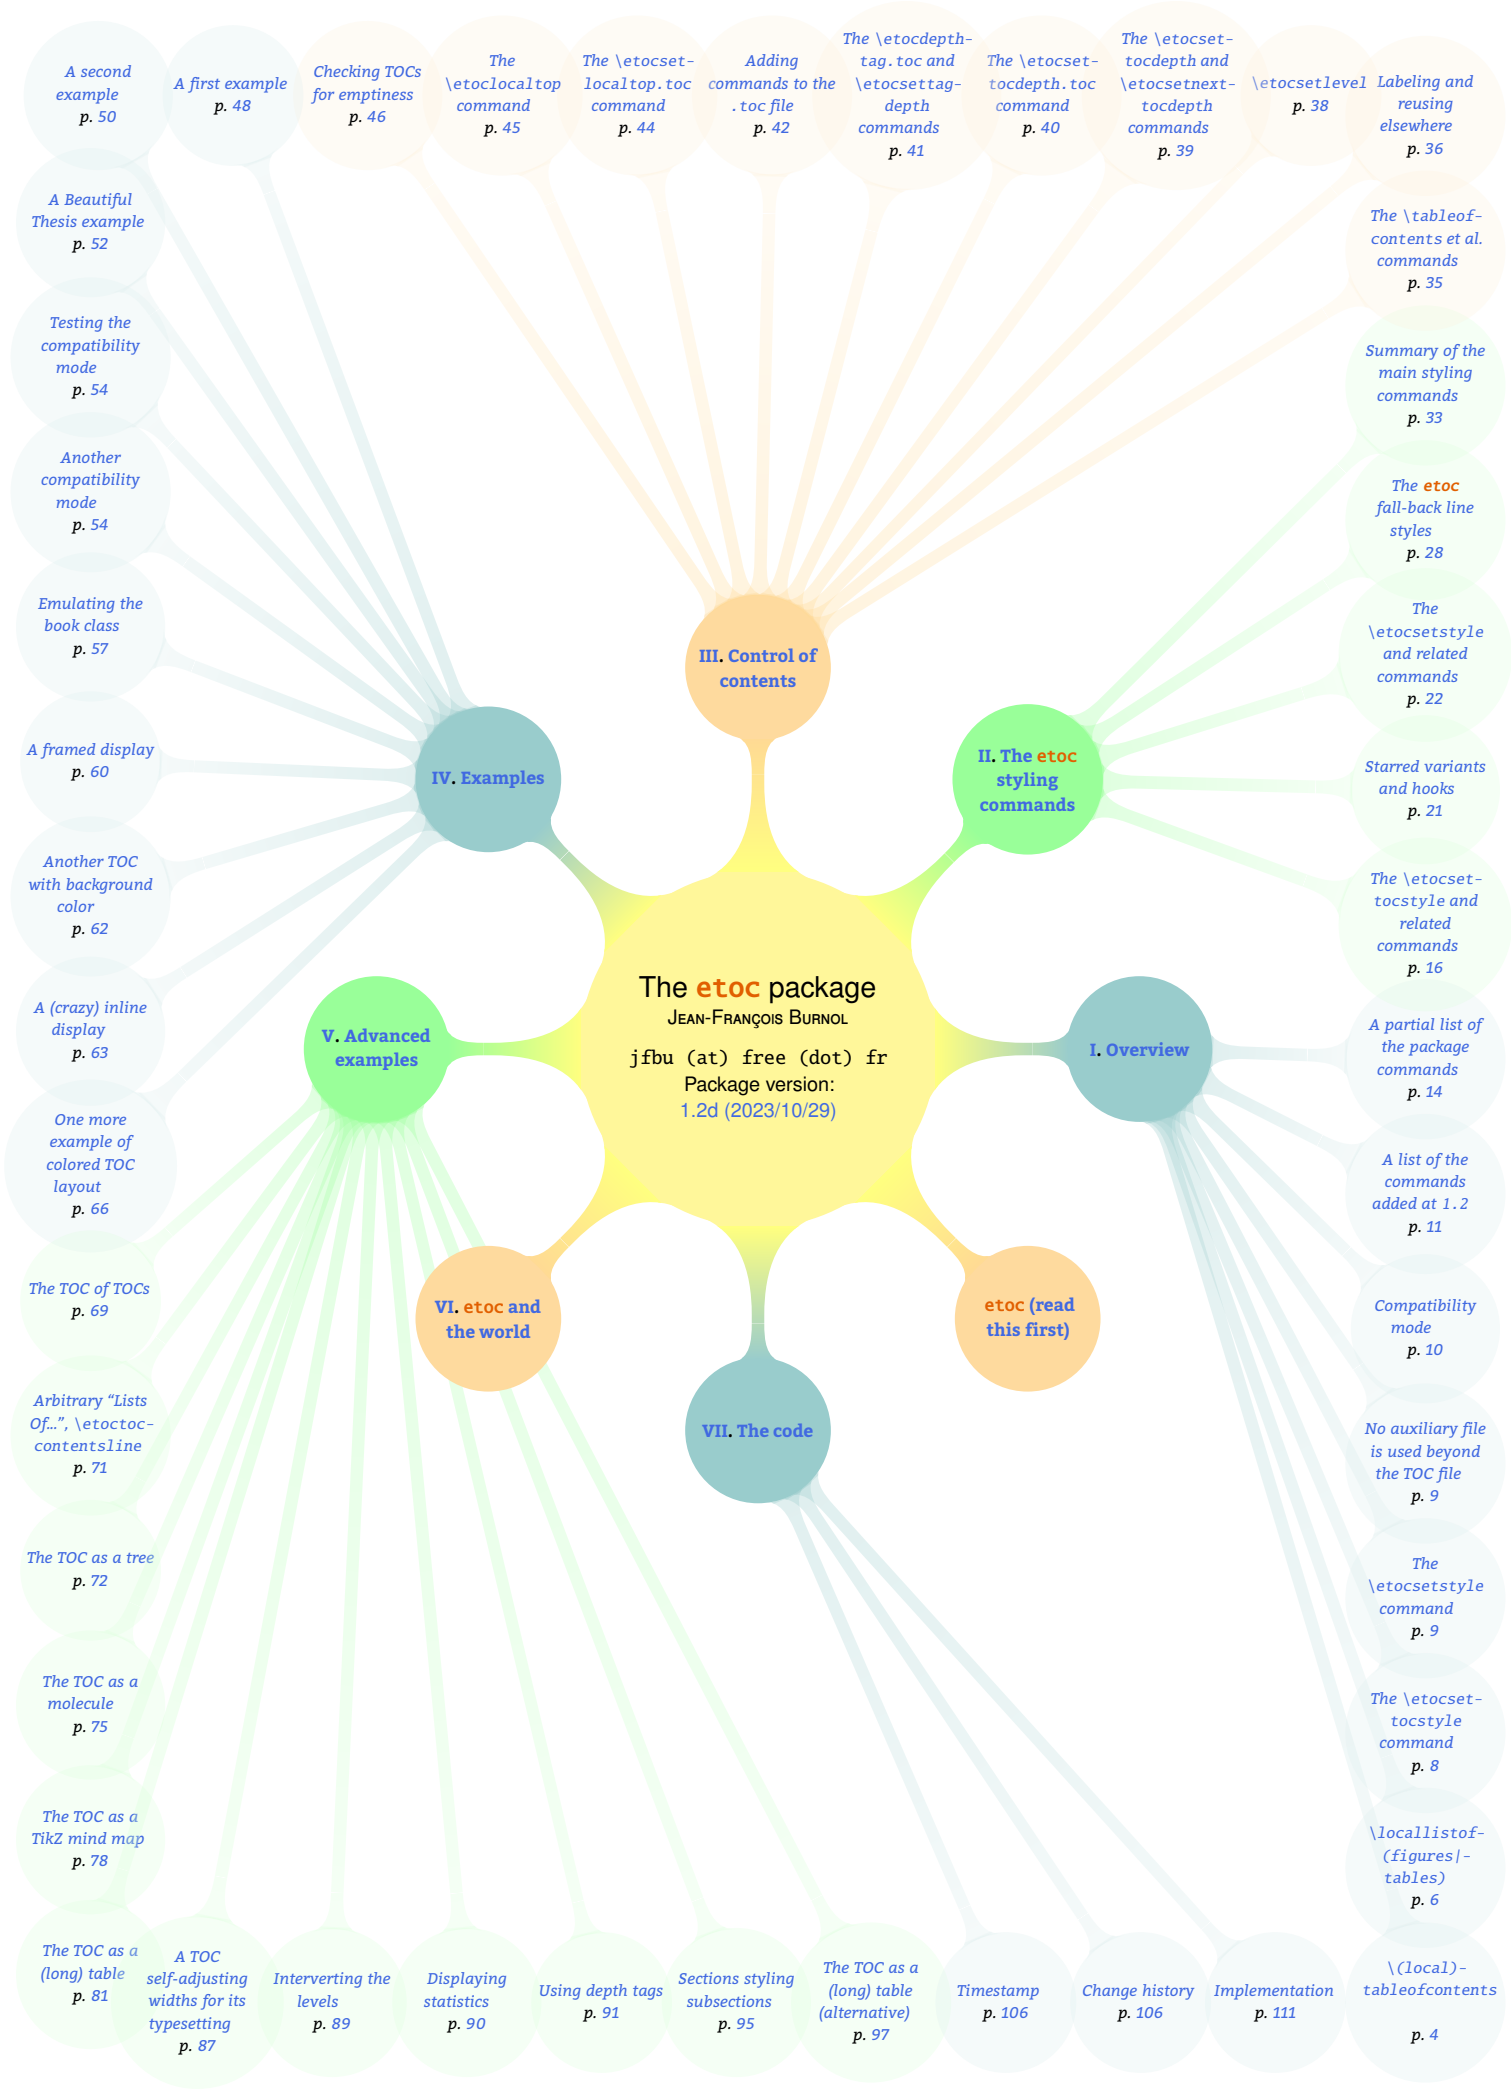 The etoc package
Jean-François Burnol
jfbu (at) free (dot) fr
Package version:
1.2d (2023/10/29)
etoc (read
this first)
I. Overview
\(local)-
tableofcontents
p. 4
\locallistof-
(figures|-
tables)
p. 6
The \etocset-
tocstyle
command
p. 8
The
\etocsetstyle
command
p. 9
No auxiliary file
is used beyond
the TOC file
p. 9
Compatibility
mode
p. 10
A list of the
commands
added at 1.2
p. 11
A partial list of
the package
commands
p. 14
II. The etoc
styling
commands
The \etocset-
tocstyle and
related
commands
p. 16
Starred variants
and hooks
p. 21
The
\etocsetstyle
and related
commands
p. 22
The etoc
fall-back line
styles
p. 28
Summary of the
main styling
commands
p. 33
III. Control of
contents
The \tableof-
contents et al.
commands
p. 35
Labeling and
reusing
elsewhere
p. 36
\etocsetlevel
p. 38
The \etocset-
tocdepth and
\etocsetnext-
tocdepth
commands
p. 39
The \etocset-
tocdepth.toc
command
p. 40
The \etocdepth-
tag.toc and
\etocsettag-
depth
commands
p. 41
Adding
commands to the
.toc file
p. 42
The \etocset-
localtop.toc
command
p. 44
The
\etoclocaltop
command
p. 45
Checking TOCs
for emptiness
p. 46
IV. Examples
A first example
p. 48
A second
example
p. 50
A Beautiful
Thesis example
p. 52
Testing the
compatibility
mode
p. 54
Another
compatibility
mode
p. 54
Emulating the
book class
p. 57
A framed display
p. 60
Another TOC
with background
color
p. 62
A (crazy) inline
display
p. 63
One more
example of
colored TOC
layout
p. 66
V. Advanced
examples
The TOC of TOCs
p. 69
Arbitrary “Lists
Of…”, \etoctoc-
contentsline
p. 71
The TOC as a tree
p. 72
The TOC as a
molecule
p. 75
The TOC as a
TikZ mind map
p. 78
The TOC as a
(long) table
p. 81
A TOC
self-adjusting
widths for its
typesetting
p. 87
Interverting the
levels
p. 89
Displaying
statistics
p. 90
Using depth tags
p. 91
Sections styling
subsections
p. 95
The TOC as a
(long) table
(alternative)
p. 97
VI. etoc and
the world
VII. The code
Timestamp
p. 106
Change history
p. 106
Implementation
p. 111